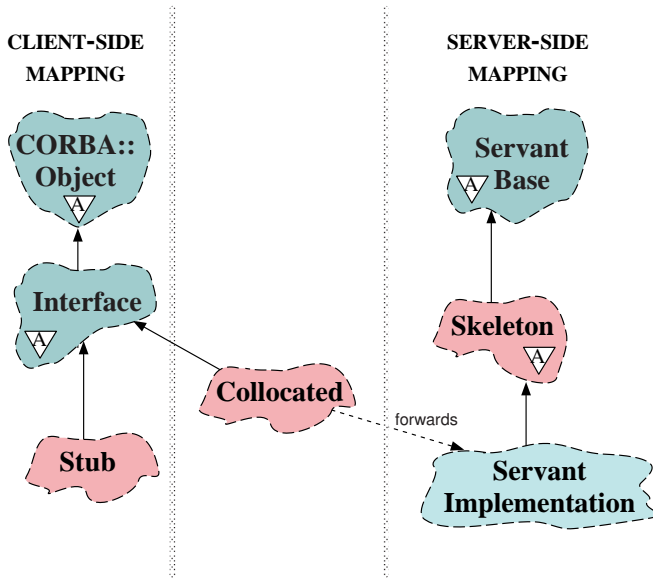 CLIENT-SIDE
MAPPING
SERVER-SIDE
MAPPING
CORBA::
Object
A
Servant
Base
A
Interface
A
Skeleton
A
Collocated
forwards
Stub
Servant
Implementation